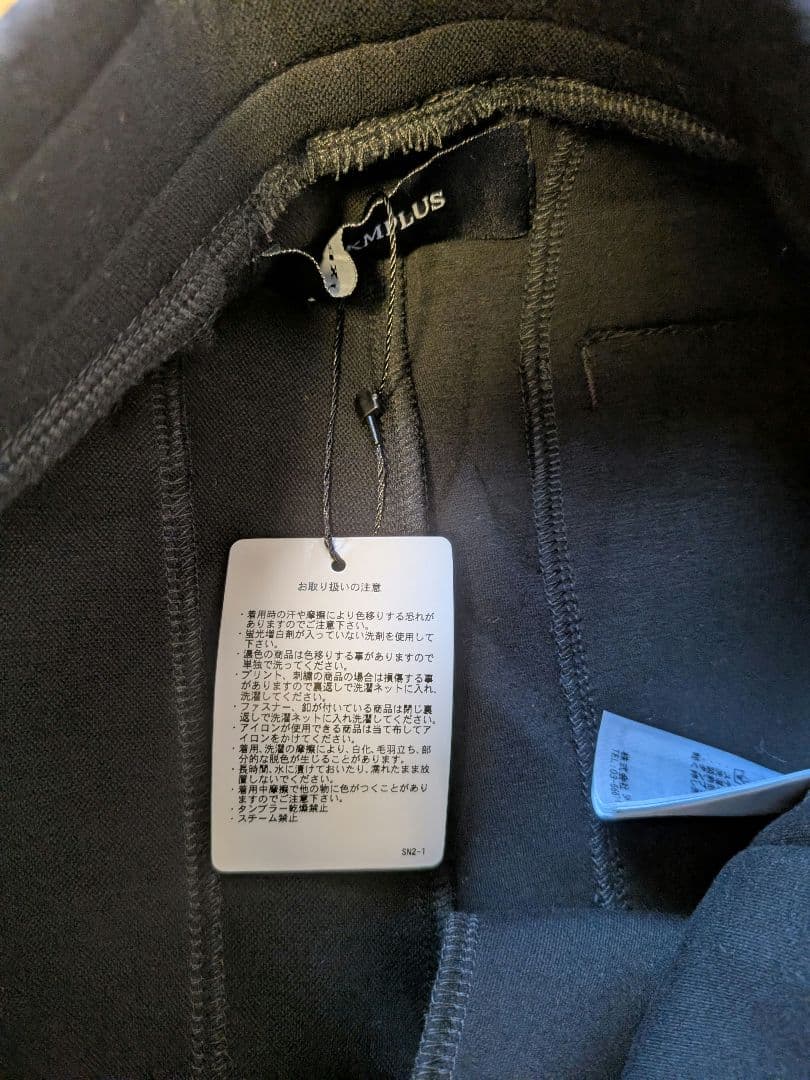 KMPLUS
お取り扱いの注意
・着用時の汗や摩擦により色移りする恐れが
ありますのでご注意下さい。
・蛍光増白剤が入っていない洗剤を使用して
下さい。
・濃色の商品は色移りする事がありますので
単独で洗ってください。
・プリント、刺繍の商品の場合は損傷する事
がありますので裏返しで洗濯ネットに入れ、
洗濯してください。
・ファスナー、釦が付いている商品は閉じ裏
返しで洗濯ネットに入れ洗濯してください。
・アイロンが使用できる商品は当て布してア
イロンをかけてください。
・着用、洗濯の摩擦により、白化、毛羽立ち、部
分的な脱色が生じることがあります。
・長時間、水に漬けておいたり、濡れたまま放
置しないでください。
・着用中摩擦で他の物に色がつくことがあり
ますのでご注意下さい。
・タンブラー乾燥禁止
・スチーム禁止
SN2-1
株式会社
TEL:03-666